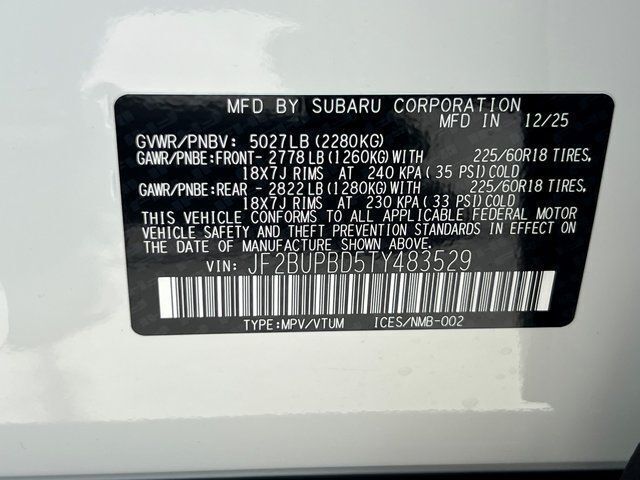 MFD BY SUBARU CORPORATION
MFD IN 12/25
GVWR/PNBV: 5027LB (2280KG)
GAWR/PNBE:FRONT- 2778 LB (1260KG) WITH 225/60R18 TIRES,
18X7J RIMS AT 240 KPA ( 35 PSI) COLD
GAWR/PNBE:REAR - 2822 LB (1280KG) WITH 225/60R18 TIRES,
18X7J RIMS AT 230 KPA ( 33 PSI) COLD
THIS VEHICLE CONFORMS TO ALL APPLICABLE FEDERAL MOTOR
VEHICLE SAFETY AND THEFT PREVENTION STANDARDS IN EFFECT ON
THE DATE OF MANUFACTURE SHOWN ABOVE.
VIN: JF2BUPBD5TY483529
TYPE:MPV/VTUM ICES/NMB-002